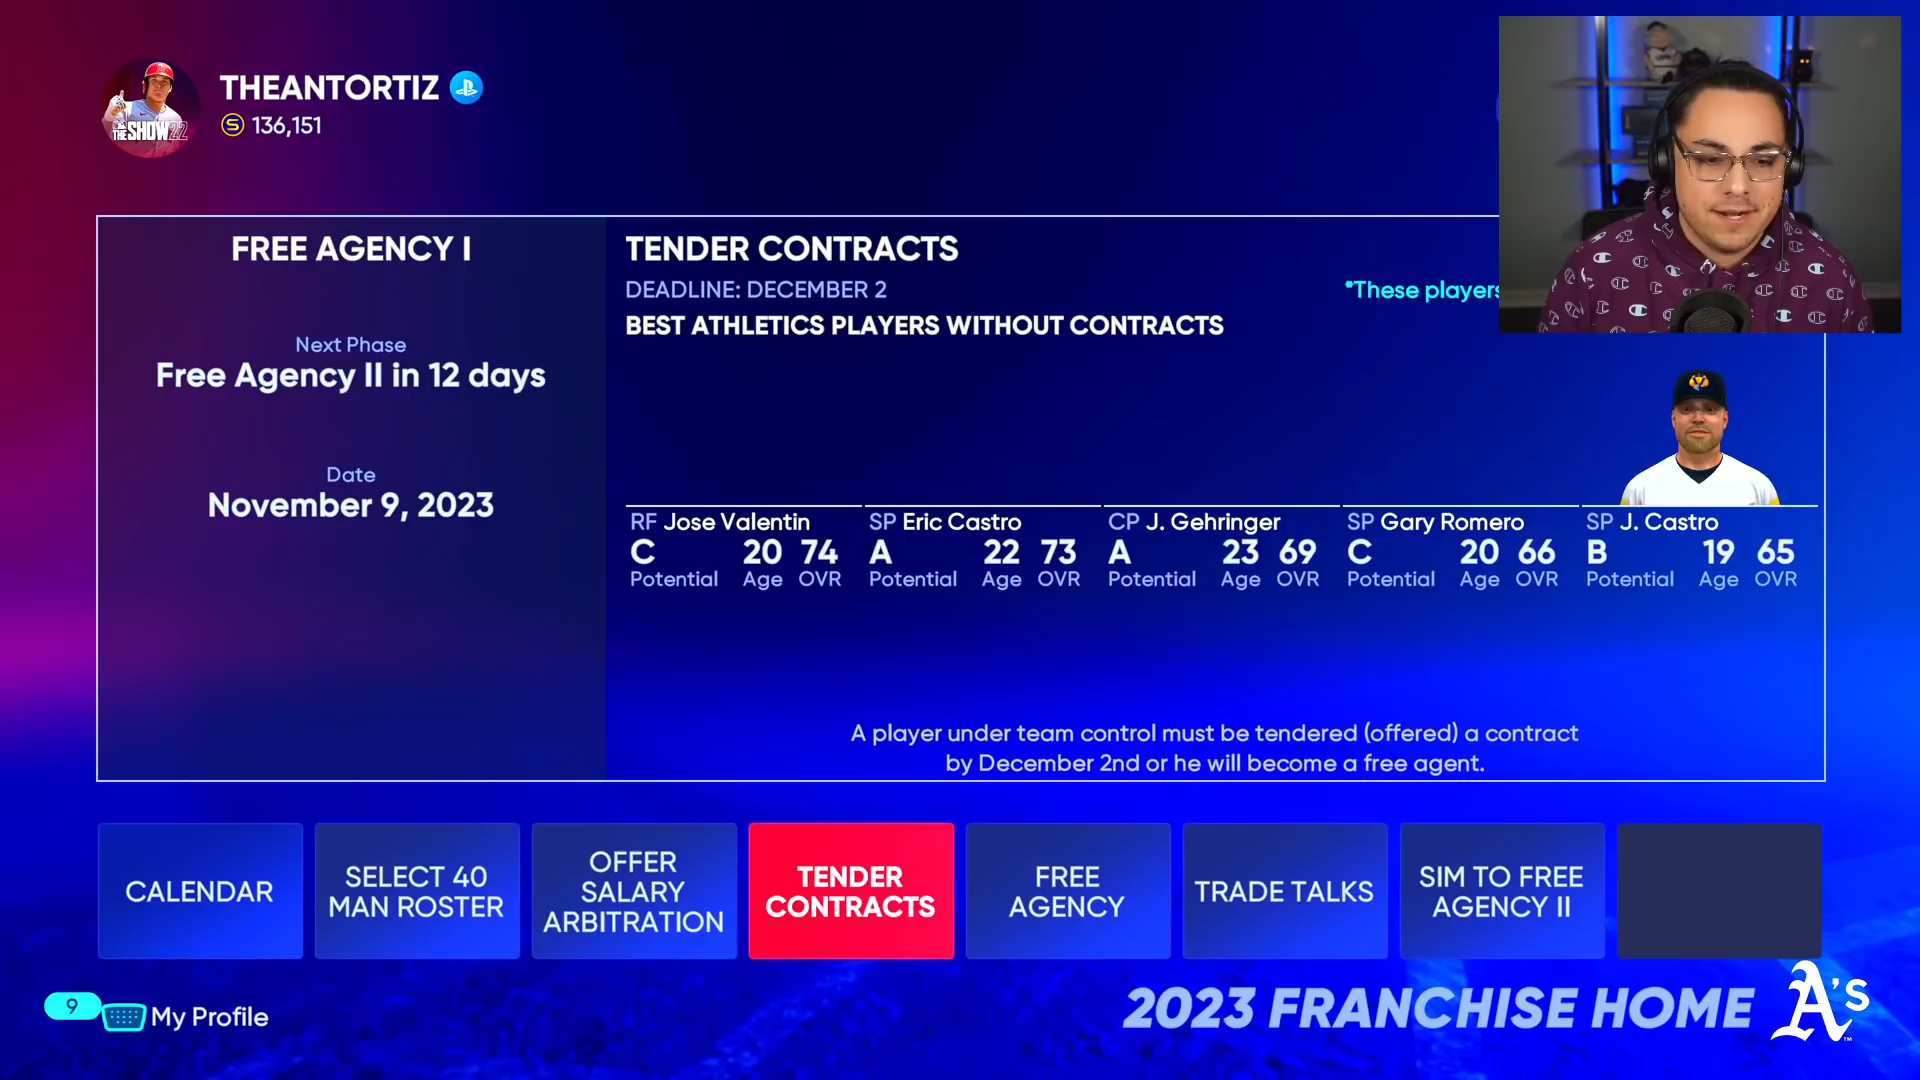 THEANTORTIZ
136,151
THE SHOW 22
FREE AGENCY I
Next Phase
Free Agency II in 12 days
Date
November 9, 2023
TENDER CONTRACTS
DEADLINE: DECEMBER 2
*These players
BEST ATHLETICS PLAYERS WITHOUT CONTRACTS
RF Jose Valentin
C 20 74
Potential Age OVR
SP Eric Castro
A 22 73
Potential Age OVR
CP J. Gehringer
A 23 69
Potential Age OVR
SP Gary Romero
C 20 66
Potential Age OVR
SP J. Castro
B 19 65
Potential Age OVR
A player under team control must be tendered (offered) a contract
by December 2nd or he will become a free agent.
CALENDAR
SELECT 40
MAN ROSTER
OFFER
SALARY
ARBITRATION
TENDER
CONTRACTS
FREE
AGENCY
TRADE TALKS
SIM TO FREE
AGENCY II
9
My Profile
2023 FRANCHISE HOME
A's